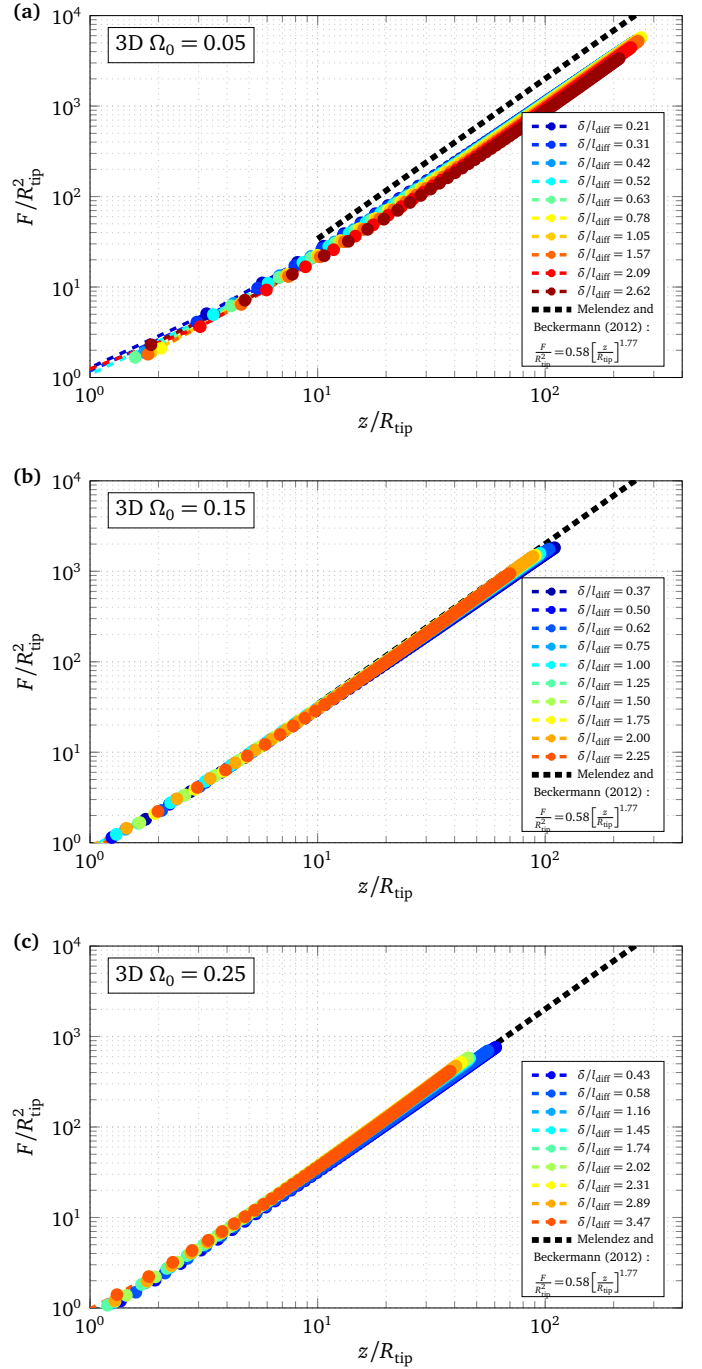 (a)
3D Ω₀ = 0.05
F/R²tip
10⁴
10³
10²
10¹
10⁰
δ/ldiff = 0.21
δ/ldiff = 0.31
δ/ldiff = 0.42
δ/ldiff = 0.52
δ/ldiff = 0.63
δ/ldiff = 0.78
δ/ldiff = 1.05
δ/ldiff = 1.57
δ/ldiff = 2.09
δ/ldiff = 2.62
Melendez and
Beckermann (2012) :
F/R²tip = 0.58[z/Rtip]^1.77
10⁰ 10¹ 10²
z/Rtip
(b)
3D Ω₀ = 0.15
F/R²tip
10⁴
10³
10²
10¹
10⁰
δ/ldiff = 0.37
δ/ldiff = 0.50
δ/ldiff = 0.62
δ/ldiff = 0.75
δ/ldiff = 1.00
δ/ldiff = 1.25
δ/ldiff = 1.50
δ/ldiff = 1.75
δ/ldiff = 2.00
δ/ldiff = 2.25
Melendez and
Beckermann (2012) :
F/R²tip = 0.58[z/Rtip]^1.77
10⁰ 10¹ 10²
z/Rtip
(c)
3D Ω₀ = 0.25
F/R²tip
10⁴
10³
10²
10¹
10⁰
δ/ldiff = 0.43
δ/ldiff = 0.58
δ/ldiff = 1.16
δ/ldiff = 1.45
δ/ldiff = 1.74
δ/ldiff = 2.02
δ/ldiff = 2.31
δ/ldiff = 2.89
δ/ldiff = 3.47
Melendez and
Beckermann (2012) :
F/R²tip = 0.58[z/Rtip]^1.77
10⁰ 10¹ 10²
z/Rtip